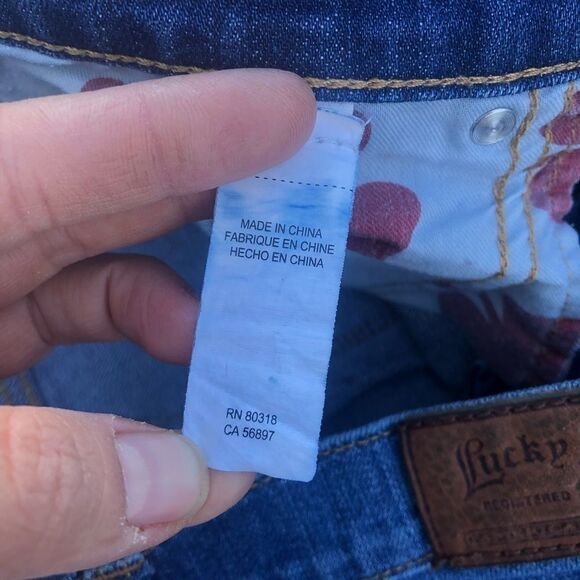 MADE IN CHINA
FABRIQUE EN CHINE
HECHO EN CHINA
RN 80318
CA 56897
Lucky
REGISTERED